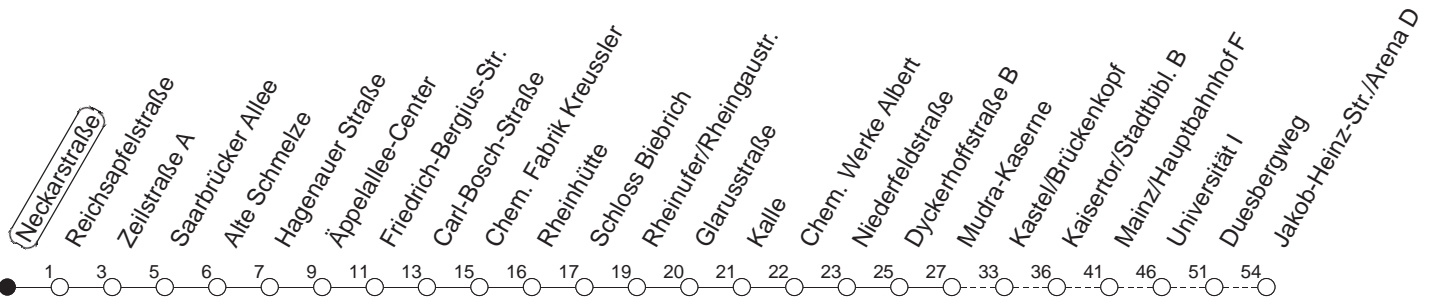 Neckarstraße
Reichsapfelstraße
Zeilstraße A
Saarbrücker Allee
Alte Schmelze
Hagenauer Straße
Äppelallee-Center
Friedrich-Bergius-Str.
Carl-Bosch-Straße
Chem. Fabrik Kreussler
Rheinhütte
Schloss Biebrich
Rheinufer/Rheingaustr.
Glarusstraße
Kalle
Chem. Werke Albert
Niederfeldstraße
Dyckerhoffstraße B
Mudra-Kaserne
Kastel/Brückenkopf
Kaisertor/Stadtbibl. B
Mainz/Hauptbahnhof F
Universität I
Duesbergweg
Jakob-Heinz-Str./Arena D
1 3 5 6 7 9 11 13 15 16 17 19 20 21 22 23 25 27 33 36 41 46 51 54